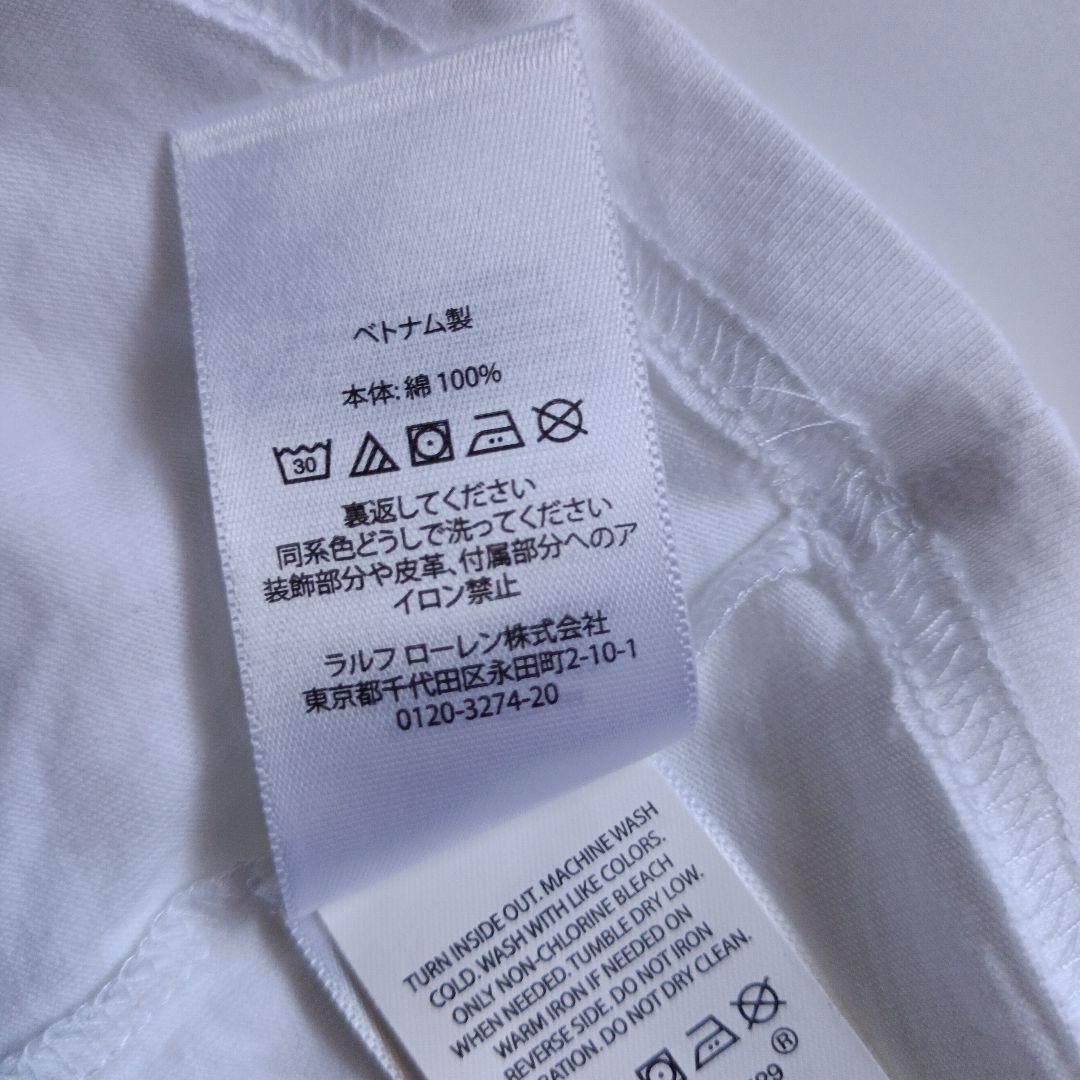 ベトナム製
本体: 綿 100%
30
裏返してください
同系色どうしで洗ってください
装飾部分や皮革、付属部分へのア
イロン禁止
ラルフ ローレン株式会社
東京都千代田区永田町2-10-1
0120-3274-20
TURN INSIDE OUT. MACHINE WASH
COLD. WASH WITH LIKE COLORS.
ONLY NON-CHLORINE BLEACH
WHEN NEEDED. TUMBLE DRY LOW.
WARM IRON IF NEEDED ON
REVERSE SIDE. DO NOT IRON
RATION. DO NOT DRY CLEAN.
®